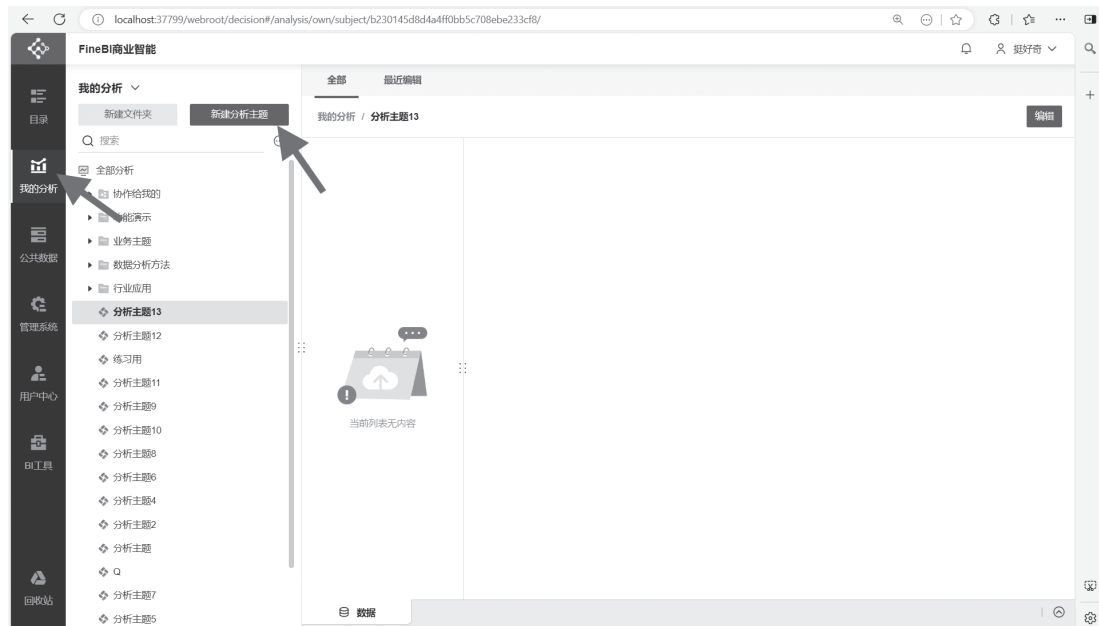 localhost:37799/webroot/decision#/analysis/own/subject/b230145d8d4a4ff0bb5c708ebe233cf8/
FineBI商业智能
挺好奇
目录
我的分析
公共数据
管理系统
用户中心
BI工具
回收站
我的分析
新建文件夹
新建分析主题
搜索
全部分析
协作给我的
能演示
业务主题
数据分析方法
行业应用
分析主题13
分析主题12
练习用
分析主题11
分析主题9
分析主题10
分析主题8
分析主题6
分析主题4
分析主题2
分析主题
Q
分析主题7
分析主题5
全部
最近编辑
我的分析 / 分析主题13
编辑
当前列表无内容
数据